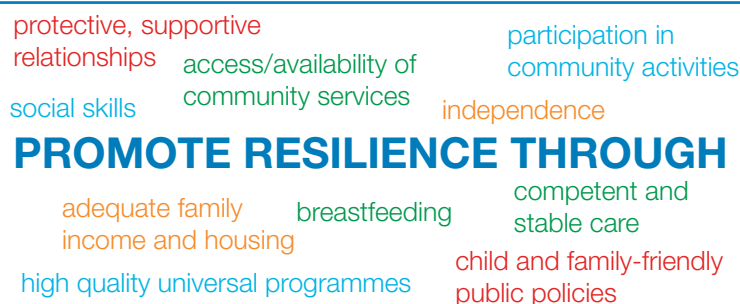 protective, supportive
relationships
access/availability of
community services
participation in
community activities
social skills
independence
PROMOTE RESILIENCE THROUGH
adequate family
income and housing
breastfeeding
competent and
stable care
high quality universal programmes
child and family-friendly
public policies